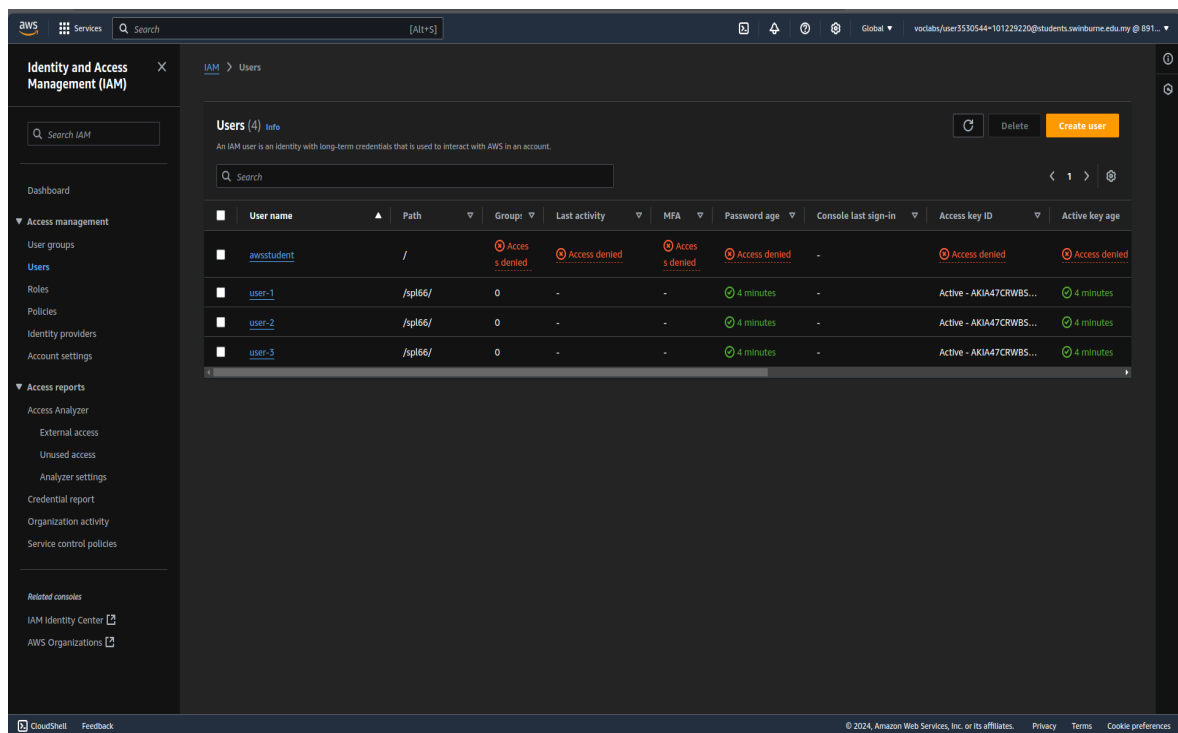 aws Services Search [Alt+S] Global voclabs/user3530544=101229220@students.swinburne.edu.my @ 891...
Identity and Access
Management (IAM)
Search IAM
Dashboard
Access management
User groups
Users
Roles
Policies
Identity providers
Account settings
Access reports
Access Analyzer
External access
Unused access
Analyzer settings
Credential report
Organization activity
Service control policies
Related consoles
IAM Identity Center
AWS Organizations
IAM > Users
Users (4) Info
Delete Create user
An IAM user is an identity with long-term credentials that is used to interact with AWS in an account.
Search
1
User name Path Group: Last activity MFA Password age Console last sign-in Access key ID Active key age
awsstudent / Acces Access denied Acces Access denied - Access denied Access denied
s denied s denied
user-1 /spl66/ 0 - - 4 minutes - Active - AKIA47CRWBS... 4 minutes
user-2 /spl66/ 0 - - 4 minutes - Active - AKIA47CRWBS... 4 minutes
user-3 /spl66/ 0 - - 4 minutes - Active - AKIA47CRWBS... 4 minutes
CloudShell Feedback © 2024, Amazon Web Services, Inc. or its affiliates. Privacy Terms Cookie preferences